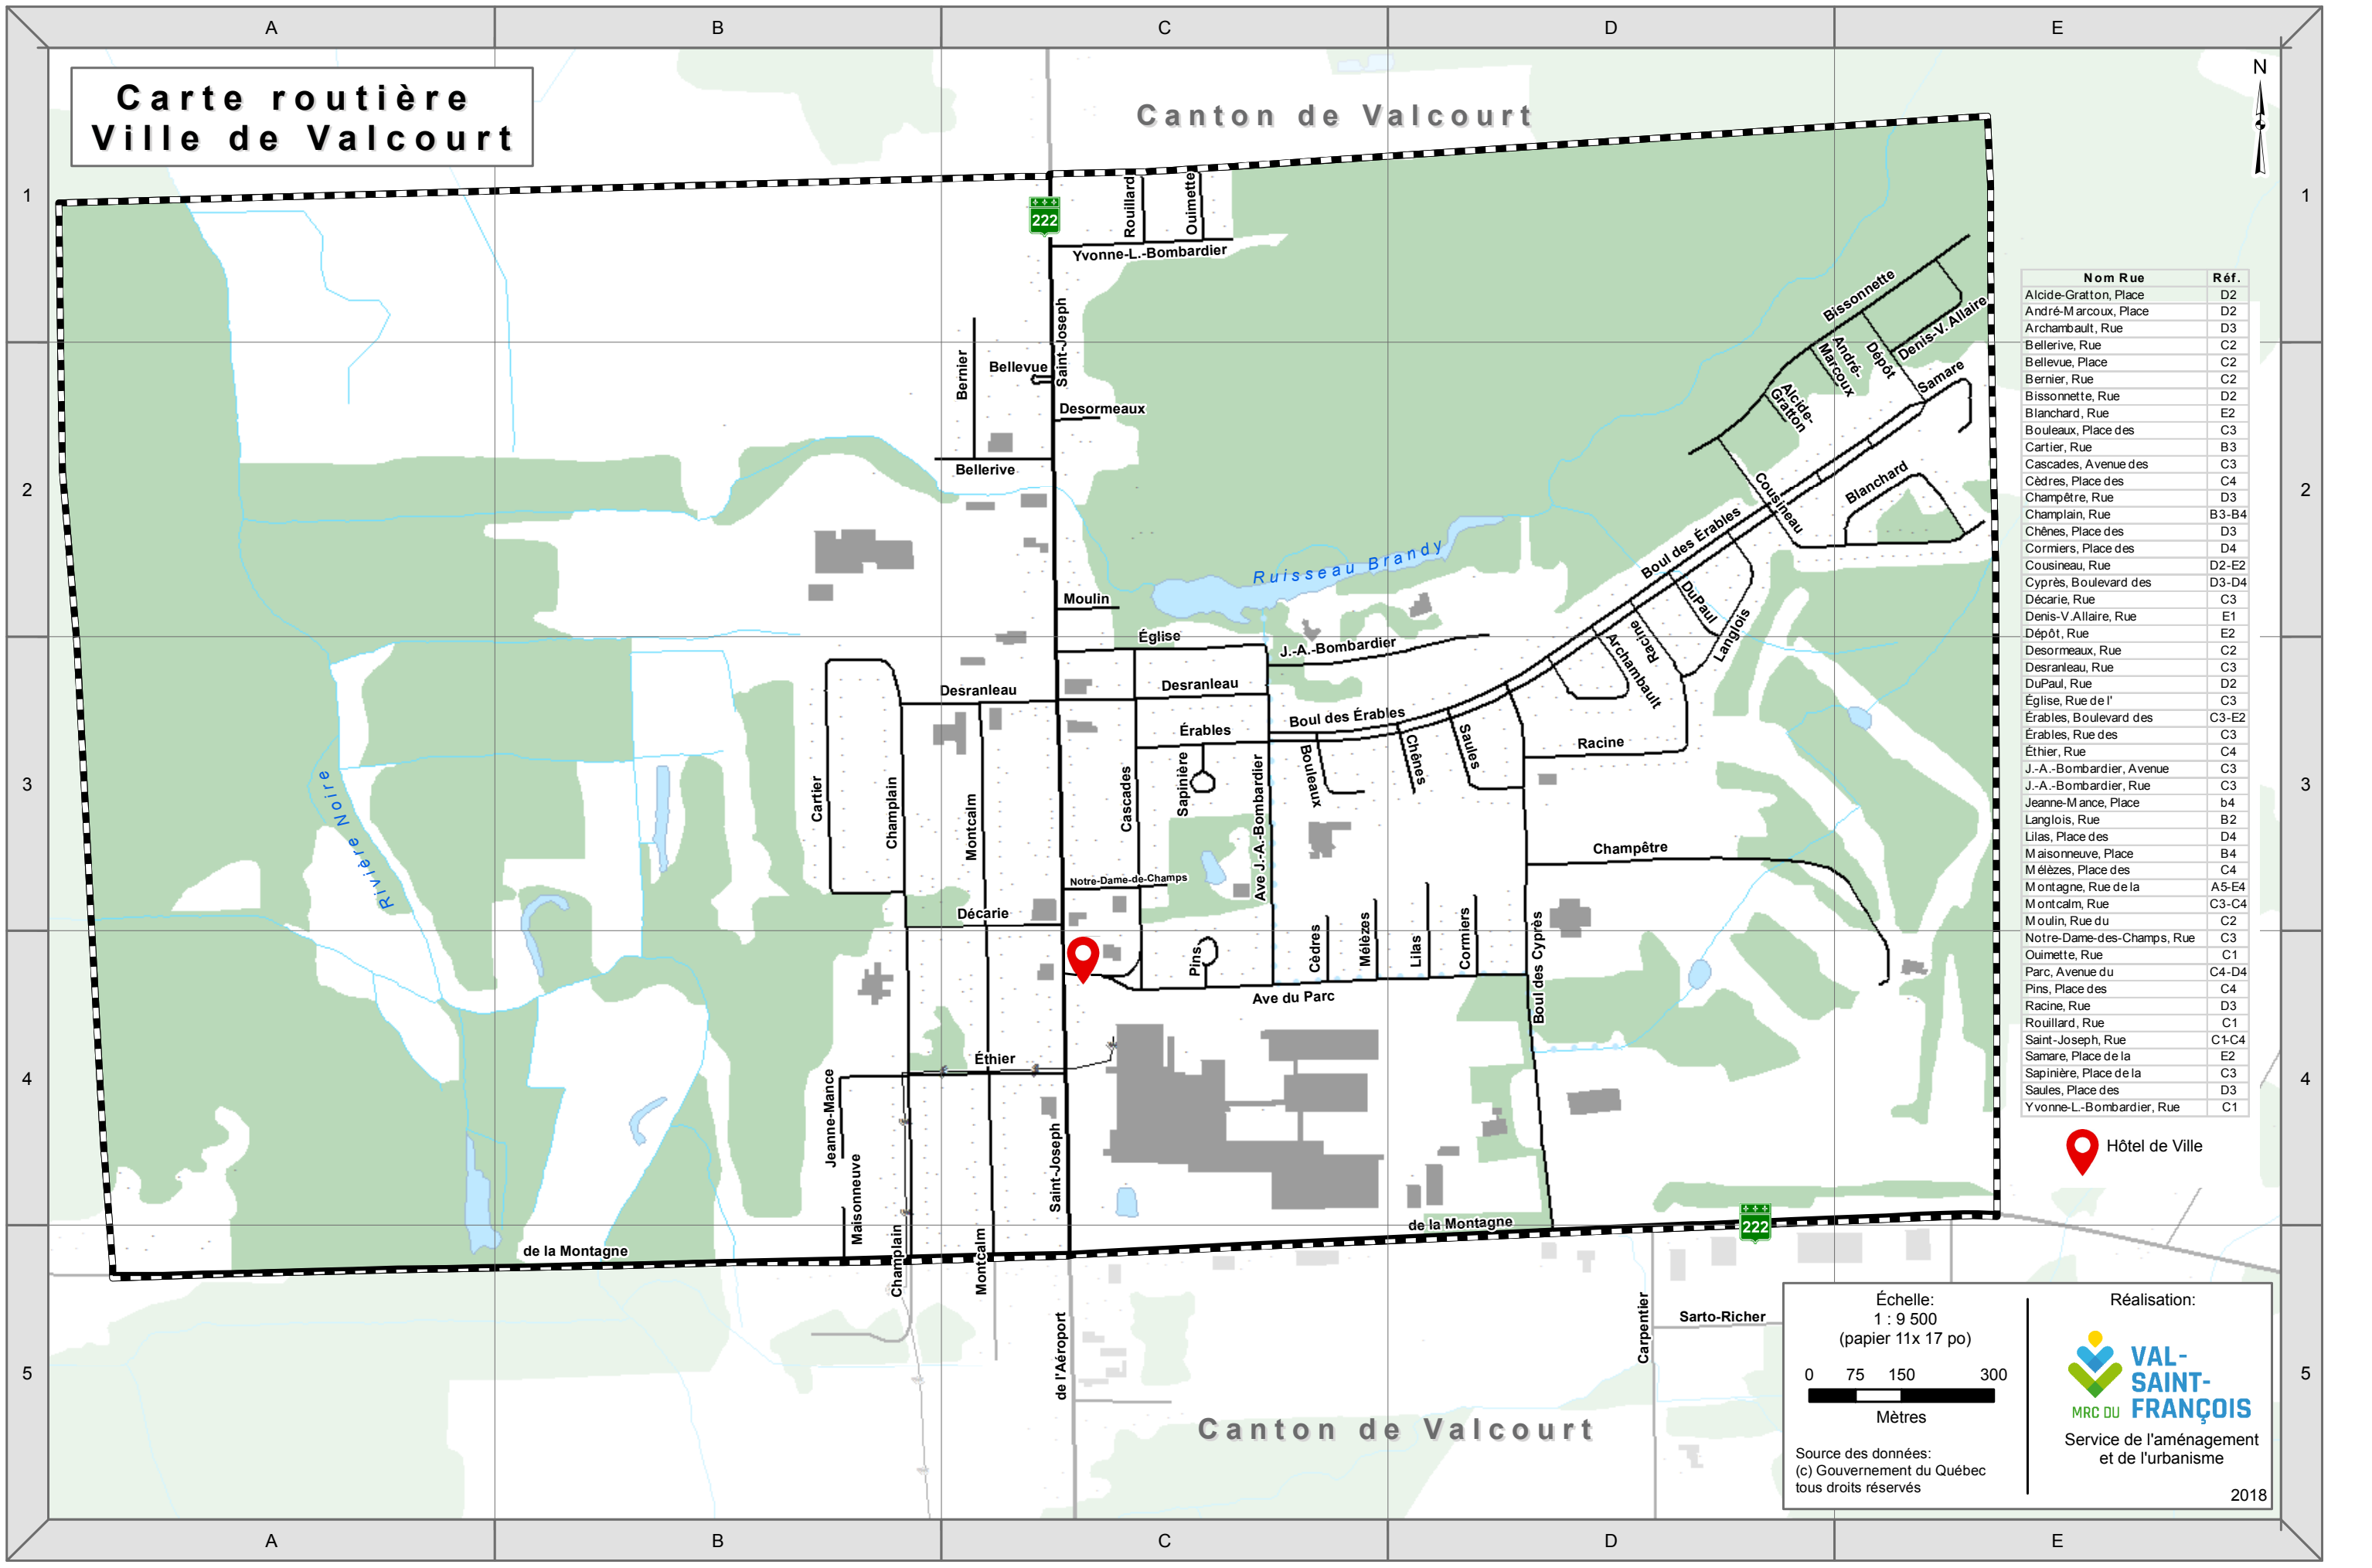 A B C D E
Carte routière
Ville de Valcourt
Canton de Valcourt
N
1
1
222
Rouillard
Ouimette
Yvonne-L.-Bombardier
Saint-Joseph
Bernier
Bellevue
Desormeaux
Bellerive
Bissonnette
Denis-V. Allaire
André-
Marcoux
Dépôt
Samare
Alcide-
Gratton
Cousineau
Blanchard
2
2
Boul des Érables
Ruisseau Brandy
DuPaul
Langlois
Racine
Archambault
Moulin
Église
J.-A.-Bombardier
Desranleau
Desranleau
Érables
Boul des Érables
Bouleaux
Chênes
Saules
Racine
Sapinière
Cascades
Ave J.-A.-Bombardier
Cartier
Champlain
Montcalm
Rivière Noire
3
3
Champêtre
Notre-Dame-de-Champs
Décarie
Pins
Cèdres
Mélèzes
Lilas
Cormiers
Boul des Cyprès
Ave du Parc
Éthier
4
4
Jeanne-Mance
Maisonneuve
Saint-Joseph
Champlain
Montcalm
de la Montagne
de la Montagne
222
de l'Aéroport
Carpentier
Sarto-Richer
Canton de Valcourt
5
5
Nom Rue Réf.
Alcide-Gratton, Place D2
André-Marcoux, Place D2
Archambault, Rue D3
Bellerive, Rue C2
Bellevue, Place C2
Bernier, Rue C2
Bissonnette, Rue D2
Blanchard, Rue E2
Bouleaux, Place des C3
Cartier, Rue B3
Cascades, Avenue des C3
Cèdres, Place des C4
Champêtre, Rue D3
Champlain, Rue B3-B4
Chênes, Place des D3
Cormiers, Place des D4
Cousineau, Rue D2-E2
Cyprès, Boulevard des D3-D4
Décarie, Rue C3
Denis-V.Allaire, Rue E1
Dépôt, Rue E2
Desormeaux, Rue C2
Desranleau, Rue C3
DuPaul, Rue D2
Église, Rue de l' C3
Érables, Boulevard des C3-E2
Érables, Rue des C3
Éthier, Rue C4
J.-A.-Bombardier, Avenue C3
J.-A.-Bombardier, Rue C3
Jeanne-Mance, Place b4
Langlois, Rue B2
Lilas, Place des D4
Maisonneuve, Place B4
Mélèzes, Place des C4
Montagne, Rue de la A5-E4
Montcalm, Rue C3-C4
Moulin, Rue du C2
Notre-Dame-des-Champs, Rue C3
Ouimette, Rue C1
Parc, Avenue du C4-D4
Pins, Place des C4
Racine, Rue D3
Rouillard, Rue C1
Saint-Joseph, Rue C1-C4
Samare, Place de la E2
Sapinière, Place de la C3
Saules, Place des D3
Yvonne-L.-Bombardier, Rue C1
Hôtel de Ville
Échelle:
1 : 9 500
(papier 11x 17 po)
0 75 150 300
Mètres
Source des données:
(c) Gouvernement du Québec
tous droits réservés
Réalisation:
MRC DU VAL-
SAINT-
FRANÇOIS
Service de l'aménagement
et de l'urbanisme
2018
A B C D E